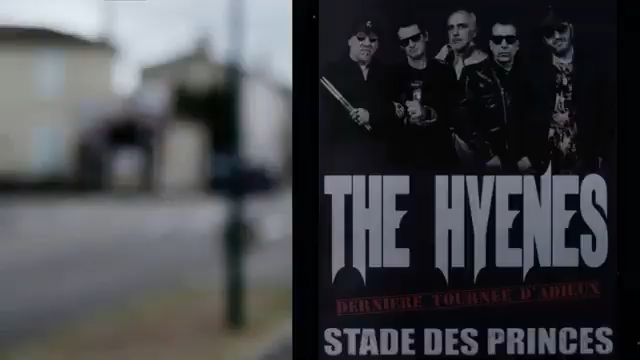 THE HYENES
DERNIERE TOURNEE D'ADIEUX
STADE DES PRINCES